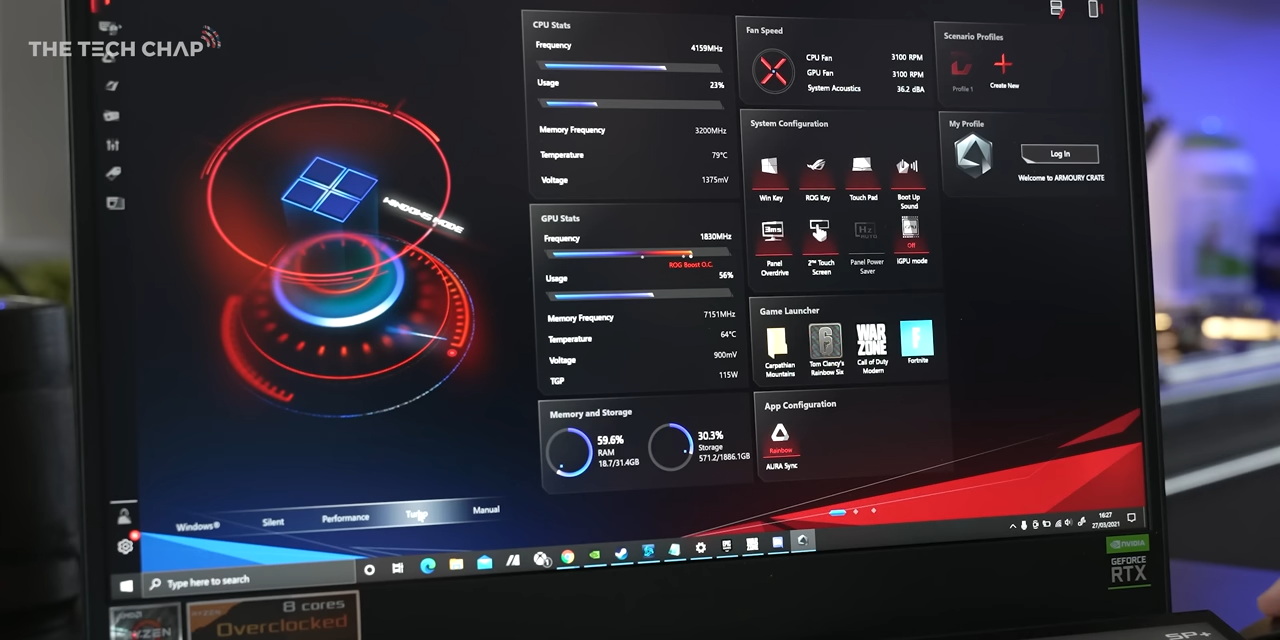 THE TECH CHAP
WINDOWS MODE
CPU Stats
Frequency 4159MHz
Usage 23%
Memory Frequency 3200MHz
Temperature 79°C
Voltage 1375mV
GPU Stats
Frequency 1830MHz
ROG Boost O.C.
Usage 56%
Memory Frequency 7151MHz
Temperature 64°C
Voltage 900mV
TGP 115W
Memory and Storage
59.6%
RAM
18.7/31.4GB
30.3%
Storage
571.2/1886.1GB
Fan Speed
CPU Fan 3100 RPM
GPU Fan 3100 RPM
System Acoustics 36.2 dBA
System Configuration
Win Key ROG Key Touch Pad Boot Up
Sound
3ms
Off
Panel
Overdrive
2ⁿᵈ Touch
Screen
Panel Power
Saver
iGPU mode
Game Launcher
6
WAR
ZONE
F
Carpathian
Mountains
Tom Clancy's
Rainbow Six
Call of Duty
Modern
Fortnite
App Configuration
Rainbow
AURA Sync
Scenario Profiles
Profile 1 Create New
My Profile
Log In
Welcome to ARMOURY CRATE
Windows® Silent Performance Turbo Manual
Type here to search
16:27
27/03/2021
NVIDIA
GEFORCE
RTX
AMD
RYZEN
RYZEN
8 cores
Overclocked